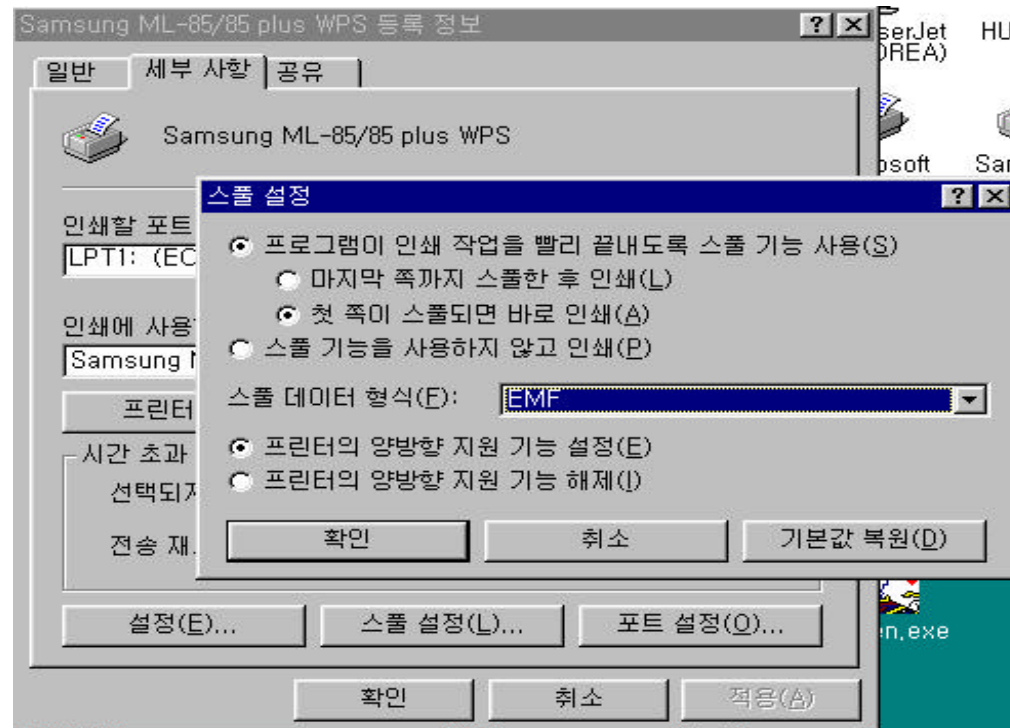 Samsung ML-85/85 plus WPS 등록 정보
일반 세부 사항 공유
Samsung ML-85/85 plus WPS
인쇄할 포트
LPT1: (EC
인쇄에 사용
Samsung
프린터
시간 초과
선택되지
전송 재
설정(E)...
스풀 설정(L)...
포트 설정(O)...
확인
취소
적용(A)
스풀 설정
프로그램이 인쇄 작업을 빨리 끝내도록 스풀 기능 사용(S)
마지막 쪽까지 스풀한 후 인쇄(L)
첫 쪽이 스풀되면 바로 인쇄(A)
스풀 기능을 사용하지 않고 인쇄(P)
스풀 데이터 형식(F): EMF
프린터의 양방향 지원 기능 설정(E)
프린터의 양방향 지원 기능 해제(I)
확인
취소
기본값 복원(D)
serJet
OREA)
HU
osoft
Sar
en.exe